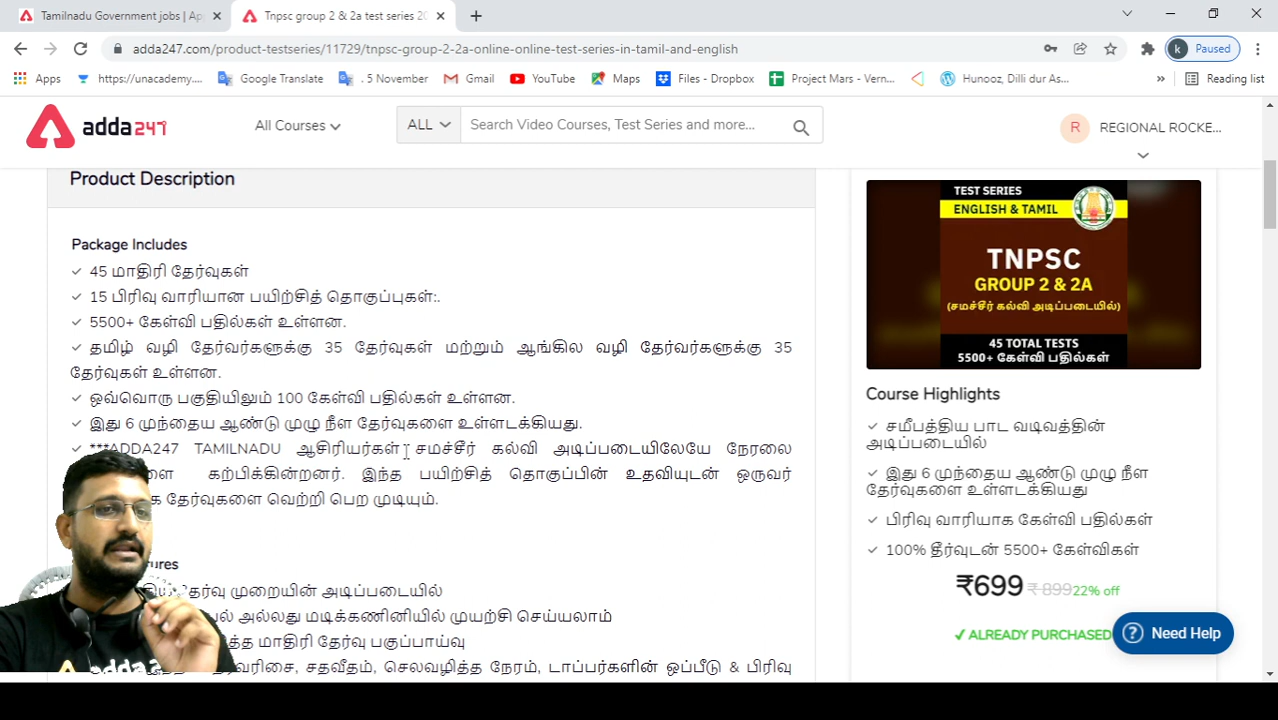 Tamilnadu Government jobs | Ap
Tnpsc group 2 & 2a test series 20
adda247.com/product-testseries/11729/tnpsc-group-2-2a-online-online-test-series-in-tamil-and-english
k Paused
Apps
https://unacademy....
Google Translate
. 5 November
Gmail
YouTube
Maps
Files - Dropbox
Project Mars - Vern...
Hunooz, Dilli dur As...
»
Reading list
adda247
All Courses
ALL
Search Video Courses, Test Series and more...
R REGIONAL ROCKE...
Product Description
Package Includes
45 மாதிரி தேர்வுகள்
15 பிரிவு வாரியான பயிற்சித் தொகுப்புகள்:.
5500+ கேள்வி பதில்கள் உள்ளன.
தமிழ் வழி தேர்வர்களுக்கு 35 தேர்வுகள் மற்றும் ஆங்கில வழி தேர்வர்களுக்கு 35
தேர்வுகள் உள்ளன.
ஒவ்வொரு பகுதியிலும் 100 கேள்வி பதில்கள் உள்ளன.
இது 6 முந்தைய ஆண்டு முழு நீள தேர்வுகளை உள்ளடக்கியது.
***ADDA247 TAMILNADU ஆசிரியர்கள் சமச்சீர் கல்வி அடிப்படையிலேயே நேரலை
கற்பிக்கின்றனர். இந்த பயிற்சித் தொகுப்பின் உதவியுடன் ஒருவர்
தேர்வுகளை வெற்றி பெற முடியும்.
தேர்வு முறையின் அடிப்படையில்
அல்லது மடிக்கணினியில் முயற்சி செய்யலாம்
மாதிரி தேர்வு பகுப்பாய்வு
சதவீதம், செலவழித்த நேரம், டாப்பர்களின் ஒப்பீடு & பிரிவு
adda247
TEST SERIES
ENGLISH & TAMIL
TNPSC
GROUP 2 & 2A
(சமச்சீர் கல்வி அடிப்படையில்)
45 TOTAL TESTS
5500+ கேள்வி பதில்கள்
Course Highlights
சமீபத்திய பாட வடிவத்தின்
அடிப்படையில்
இது 6 முந்தைய ஆண்டு முழு நீள
தேர்வுகளை உள்ளடக்கியது
பிரிவு வாரியாக கேள்வி பதில்கள்
100% தீர்வுடன் 5500+ கேள்விகள்
₹699 ₹ 899 22% off
✓ ALREADY PURCHASED
? Need Help